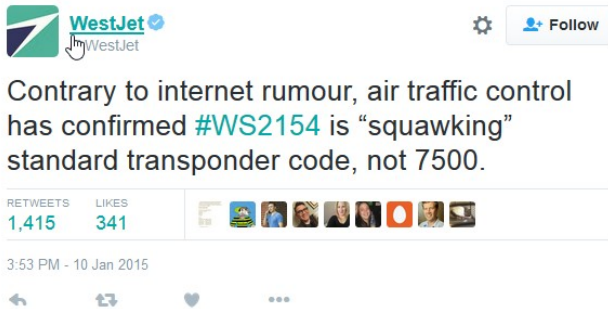 WestJet
@WestJet
Follow
Contrary to internet rumour, air traffic control
has confirmed #WS2154 is “squawking”
standard transponder code, not 7500.
RETWEETS LIKES
1,415 341
3:53 PM - 10 Jan 2015